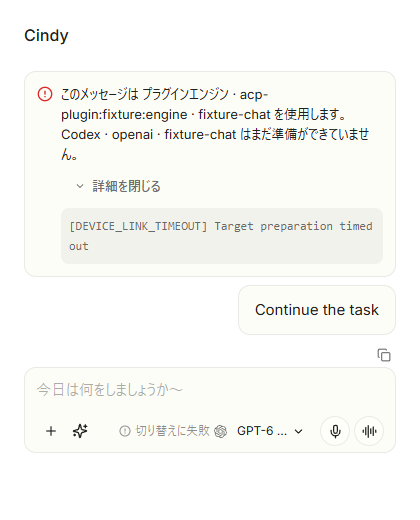 Cindy
このメッセージは プラグインエンジン · acp-
plugin:fixture:engine · fixture-chat を使用します。
Codex · openai · fixture-chat はまだ準備ができていませ
ん。
詳細を閉じる
[DEVICE_LINK_TIMEOUT] Target preparation timed
out
Continue the task
今日は何をしましょうか〜
切り替えに失敗 GPT-6 ...